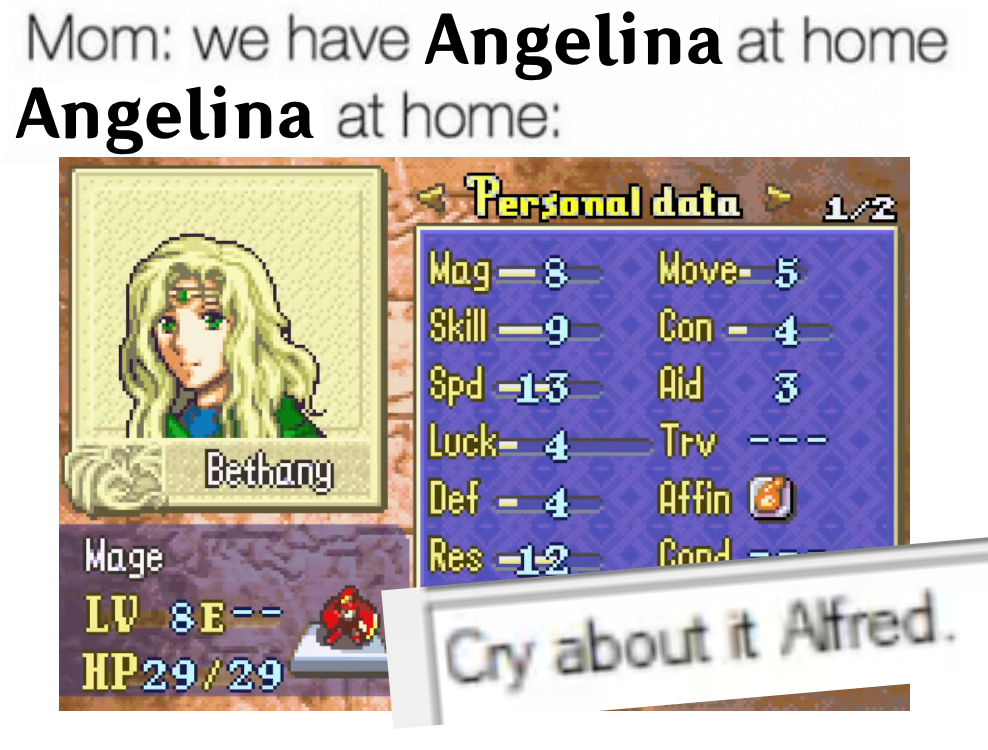 Mom: we have Angelina at home
Angelina at home:
Personal data 1/2
Bethany
Mage
LV 8 E --
HP 29/29
Mag 8 Move 5
Skill 9 Con 4
Spd 13 Aid 3
Luck 4 Trv ---
Def 4 Affin
Res 12 Cond ---
Cry about it Alfred.